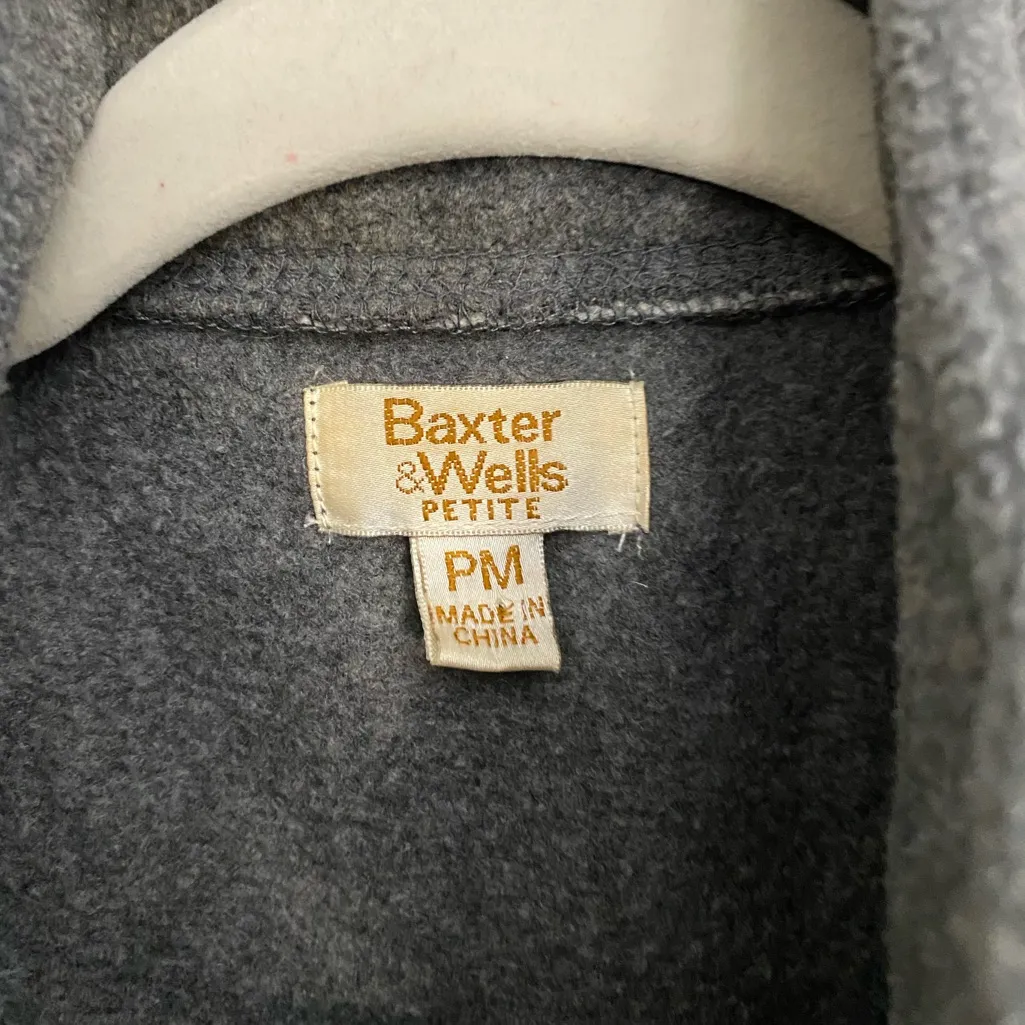 Baxter
&Wells
PETITE
PM
MADE IN
CHINA